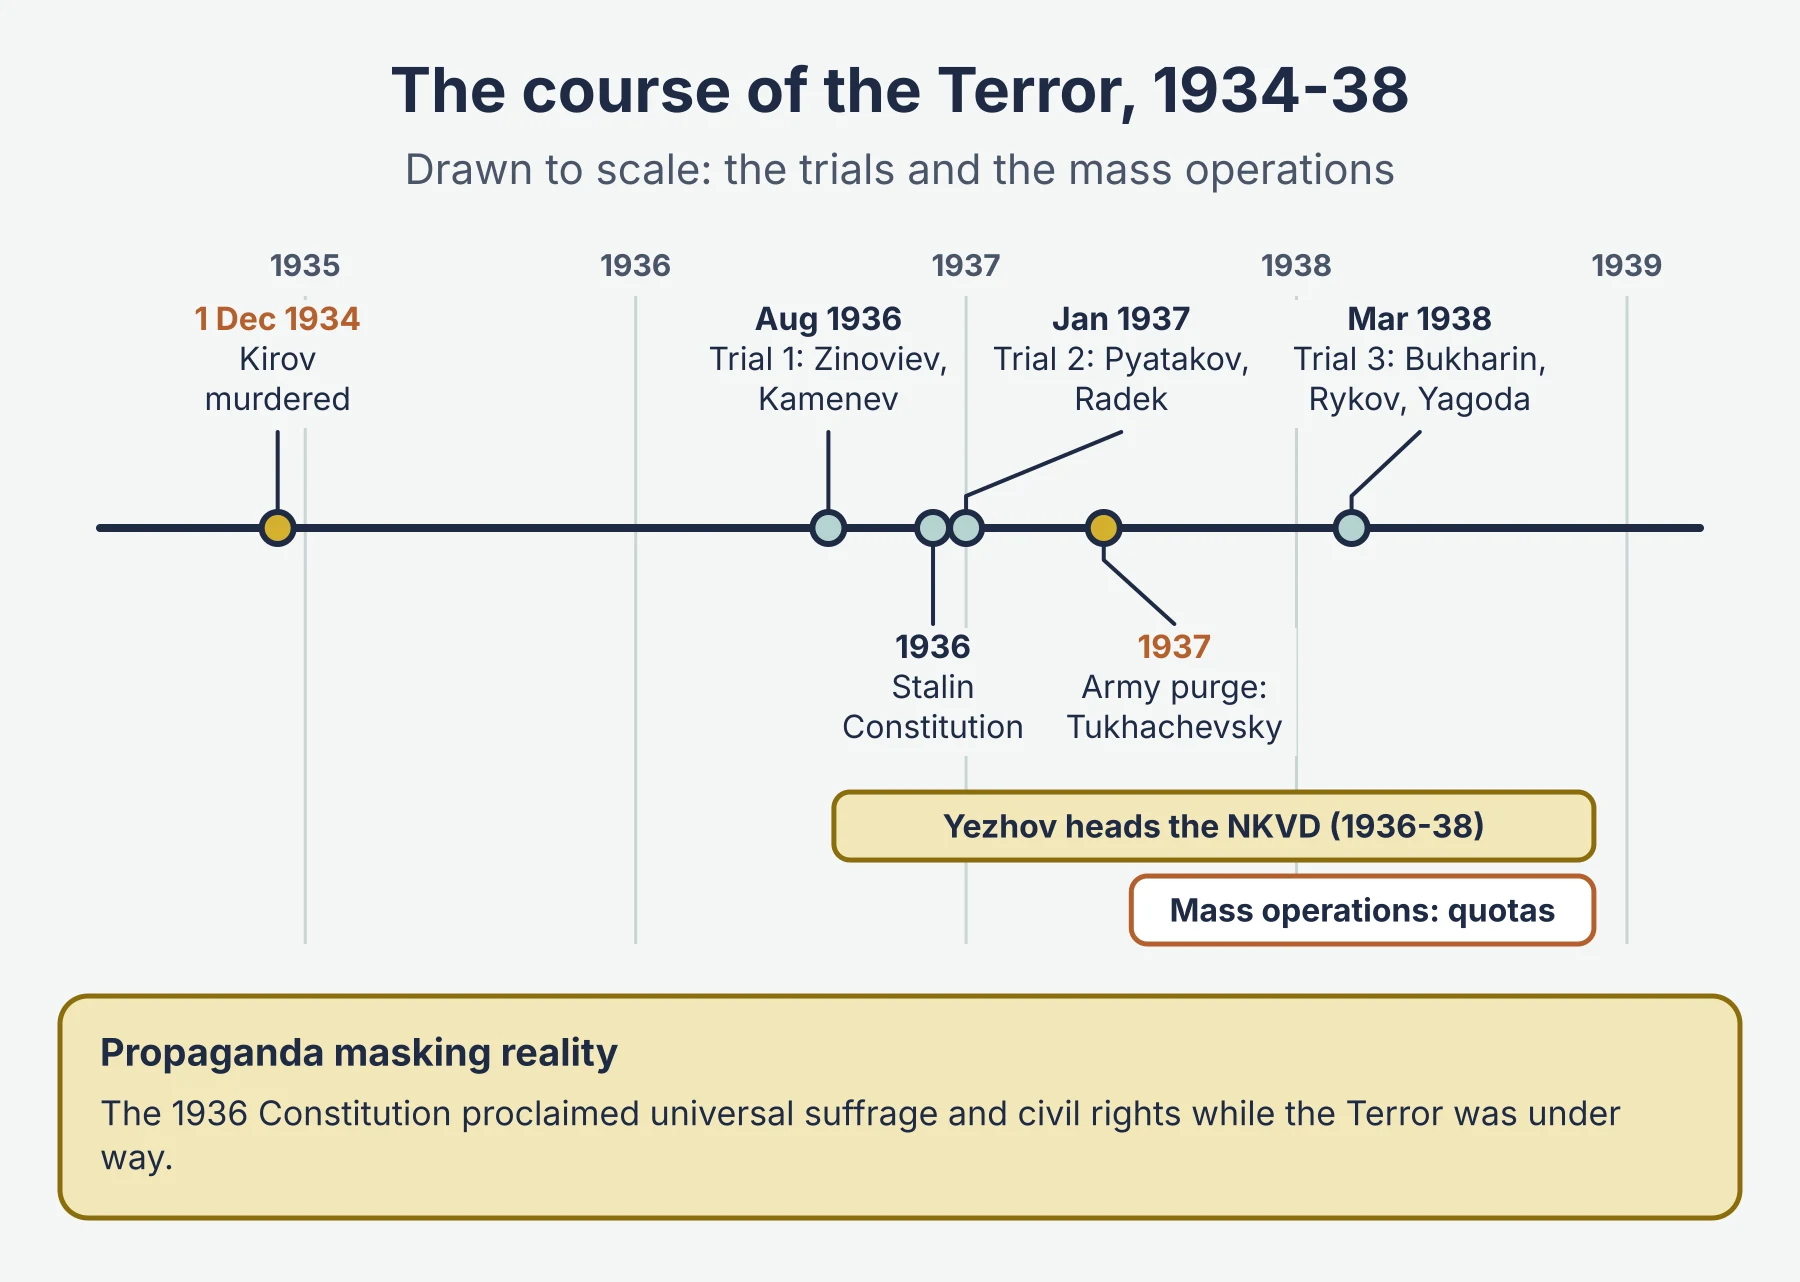 The course of the Terror, 1934-38
Drawn to scale: the trials and the mass operations
1935
1936
1937
1938
1939
1 Dec 1934
Kirov
murdered
Aug 1936
Trial 1: Zinoviev,
Kamenev
Jan 1937
Trial 2: Pyatakov,
Radek
Mar 1938
Trial 3: Bukharin,
Rykov, Yagoda
1936
Stalin
Constitution
1937
Army purge:
Tukhachevsky
Yezhov heads the NKVD (1936-38)
Mass operations: quotas
Propaganda masking reality
The 1936 Constitution proclaimed universal suffrage and civil rights while the Terror was under
way.